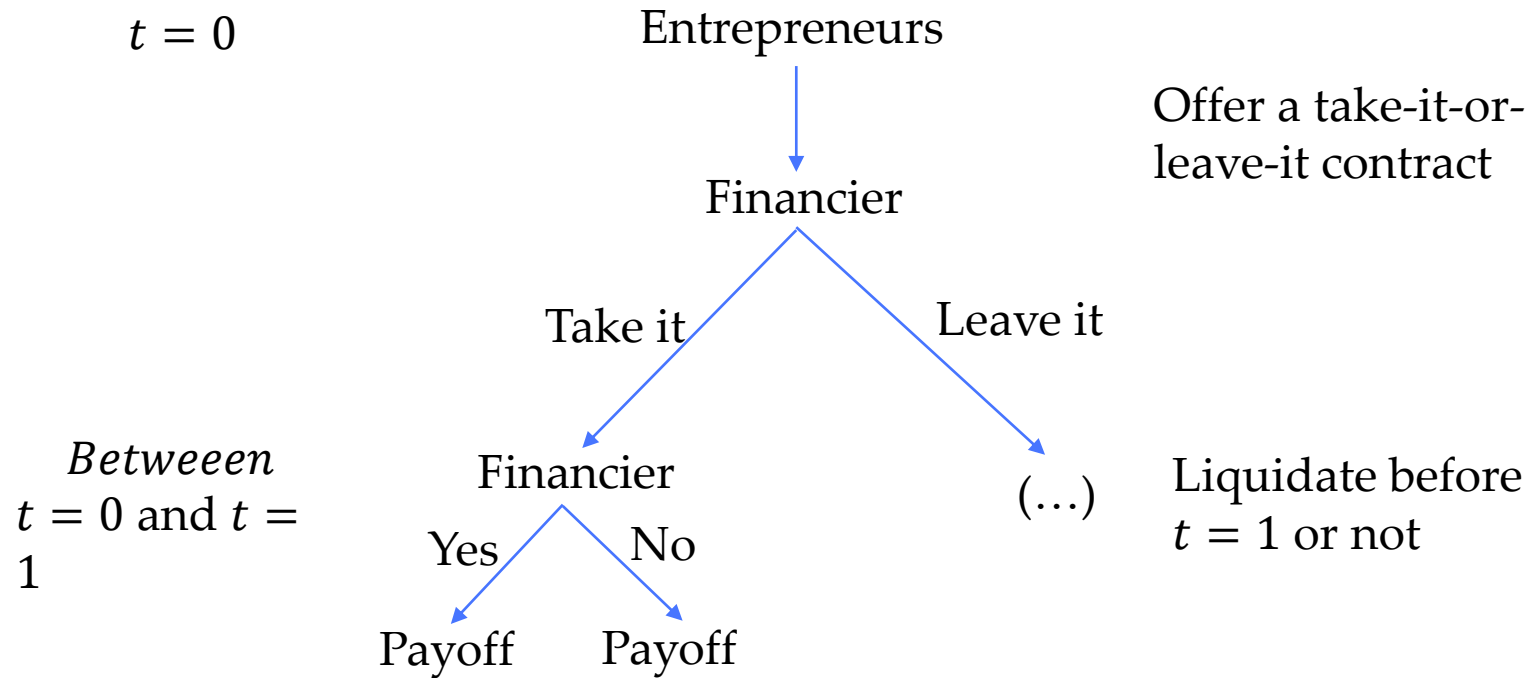 t = 0
Entrepreneurs
Offer a take-it-or-
leave-it contract
Financier
Take it
Leave it
Betweeen
t = 0 and t =
1
Financier
(…)
Liquidate before
t = 1 or not
Yes
No
Payoff
Payoff